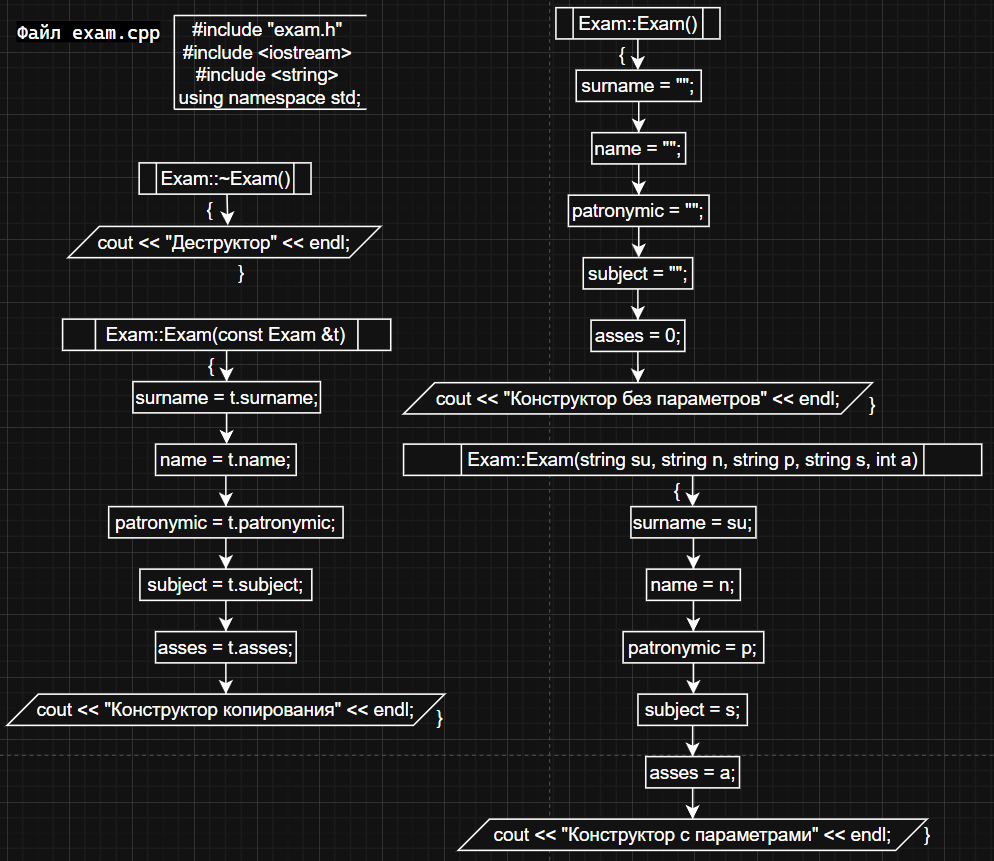 Файл exam.cpp
#include "exam.h"
#include <iostream>
#include <string>
using namespace std;
Exam::~Exam()
{
cout << "Деструктор" << endl;
}
Exam::Exam(const Exam &t)
{
surname = t.surname;
name = t.name;
patronymic = t.patronymic;
subject = t.subject;
asses = t.asses;
cout << "Конструктор копирования" << endl;
}
Exam::Exam()
{
surname = "";
name = "";
patronymic = "";
subject = "";
asses = 0;
cout << "Конструктор без параметров" << endl;
}
Exam::Exam(string su, string n, string p, string s, int a)
{
surname = su;
name = n;
patronymic = p;
subject = s;
asses = a;
cout << "Конструктор с параметрами" << endl;
}